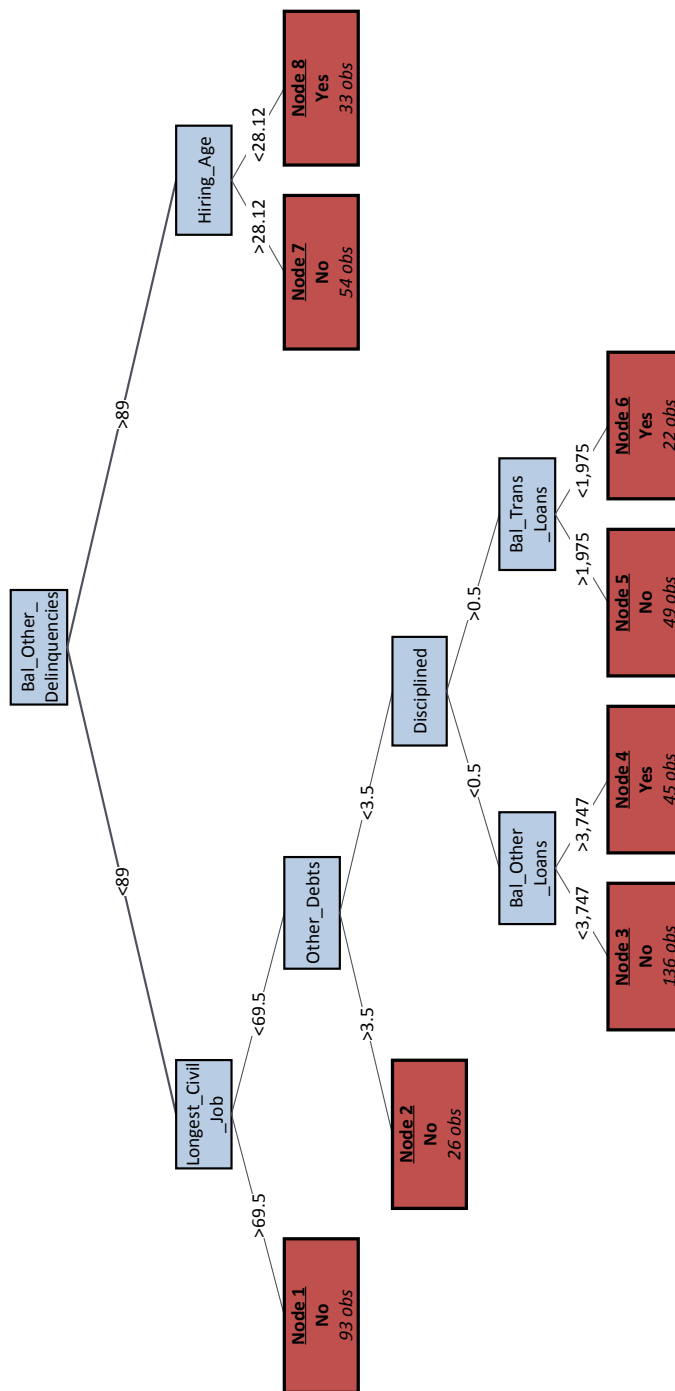 Bal_Other_
Delinquencies
<89
>89
Longest_Civil
_Job
Hiring_Age
>69.5
<69.5
>28.12
<28.12
Node 1
No
93 obs
Other_Debts
Node 7
No
54 obs
Node 8
Yes
33 obs
>3.5
<3.5
Node 2
No
26 obs
Disciplined
<0.5
>0.5
Bal_Other
_Loans
Bal_Trans
_Loans
<3,747
>3,747
>1,975
<1,975
Node 3
No
136 obs
Node 4
Yes
45 obs
Node 5
No
49 obs
Node 6
Yes
22 obs